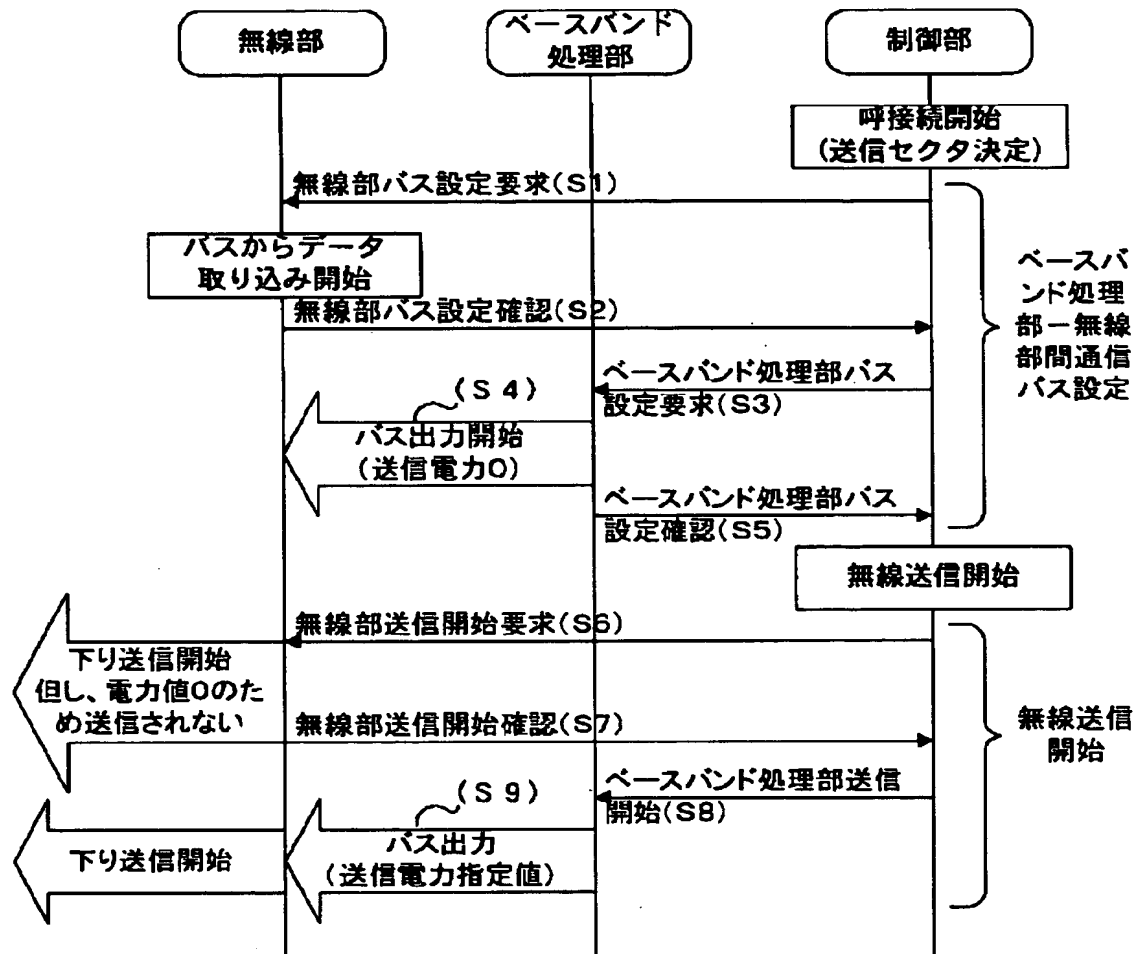 無線部
ベースバンド
処理部
制御部
呼接続開始
(送信セクタ決定)
無線部バス設定要求(S1)
バスからデータ
取り込み開始
無線部バス設定確認(S2)
ベースバンド処理部バス
設定要求(S3)
(S4)
バス出力開始
(送信電力0)
ベースバンド処理部バス
設定確認(S5)
ベースバ
ンド処理
部－無線
部間通信
バス設定
無線送信開始
無線部送信開始要求(S6)
下り送信開始
但し、電力値0のた
め送信されない
無線部送信開始確認(S7)
ベースバンド処理部送信
開始(S8)
(S9)
バス出力
(送信電力指定値)
下り送信開始
無線送信
開始